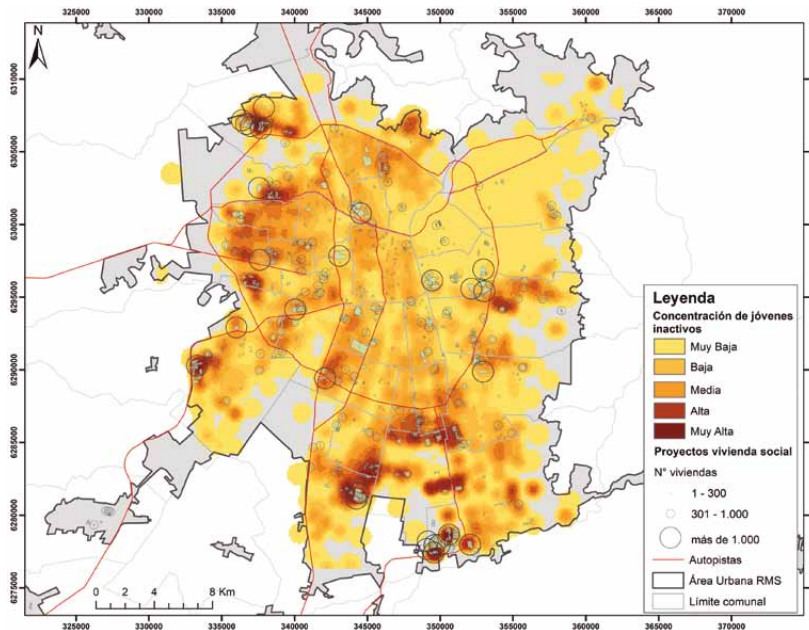 325000 330000 335000 340000 345000 350000 355000 360000 365000 370000
N
6310000
6305000
6300000
6295000
6290000
6285000
6280000
6275000
Leyenda
Concentración de jóvenes
inactivos
Muy Baja
Baja
Media
Alta
Muy Alta
Proyectos vivienda social
N° viviendas
1 - 300
301 - 1.000
más de 1.000
Autopistas
Área Urbana RMS
Límite comunal
0 2 4 8 Km
325000 330000 335000 340000 345000 350000 355000 360000 365000 370000